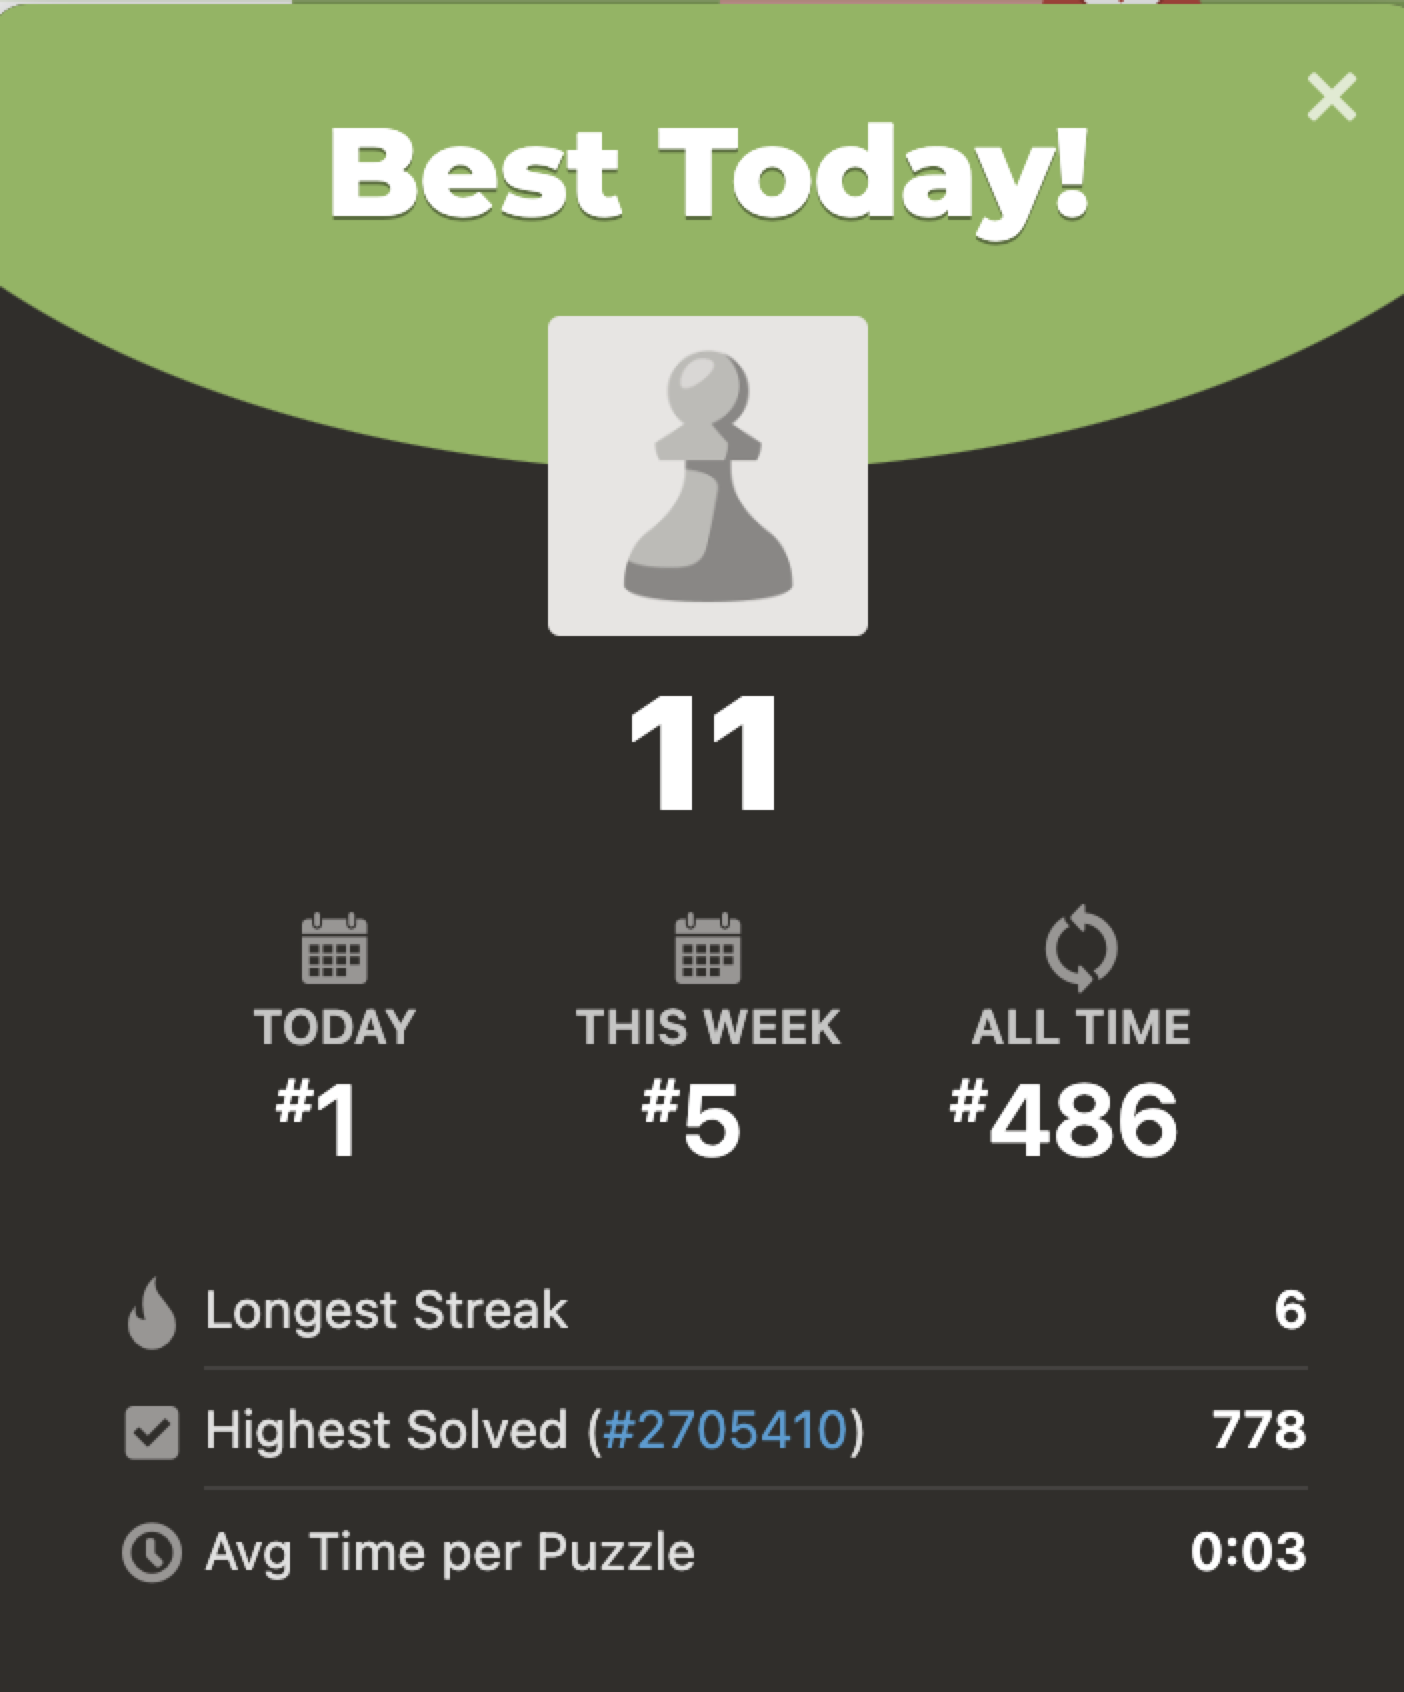 Best Today!
11
TODAY THIS WEEK ALL TIME
#1 #5 #486
Longest Streak 6
Highest Solved (#2705410) 778
Avg Time per Puzzle 0:03